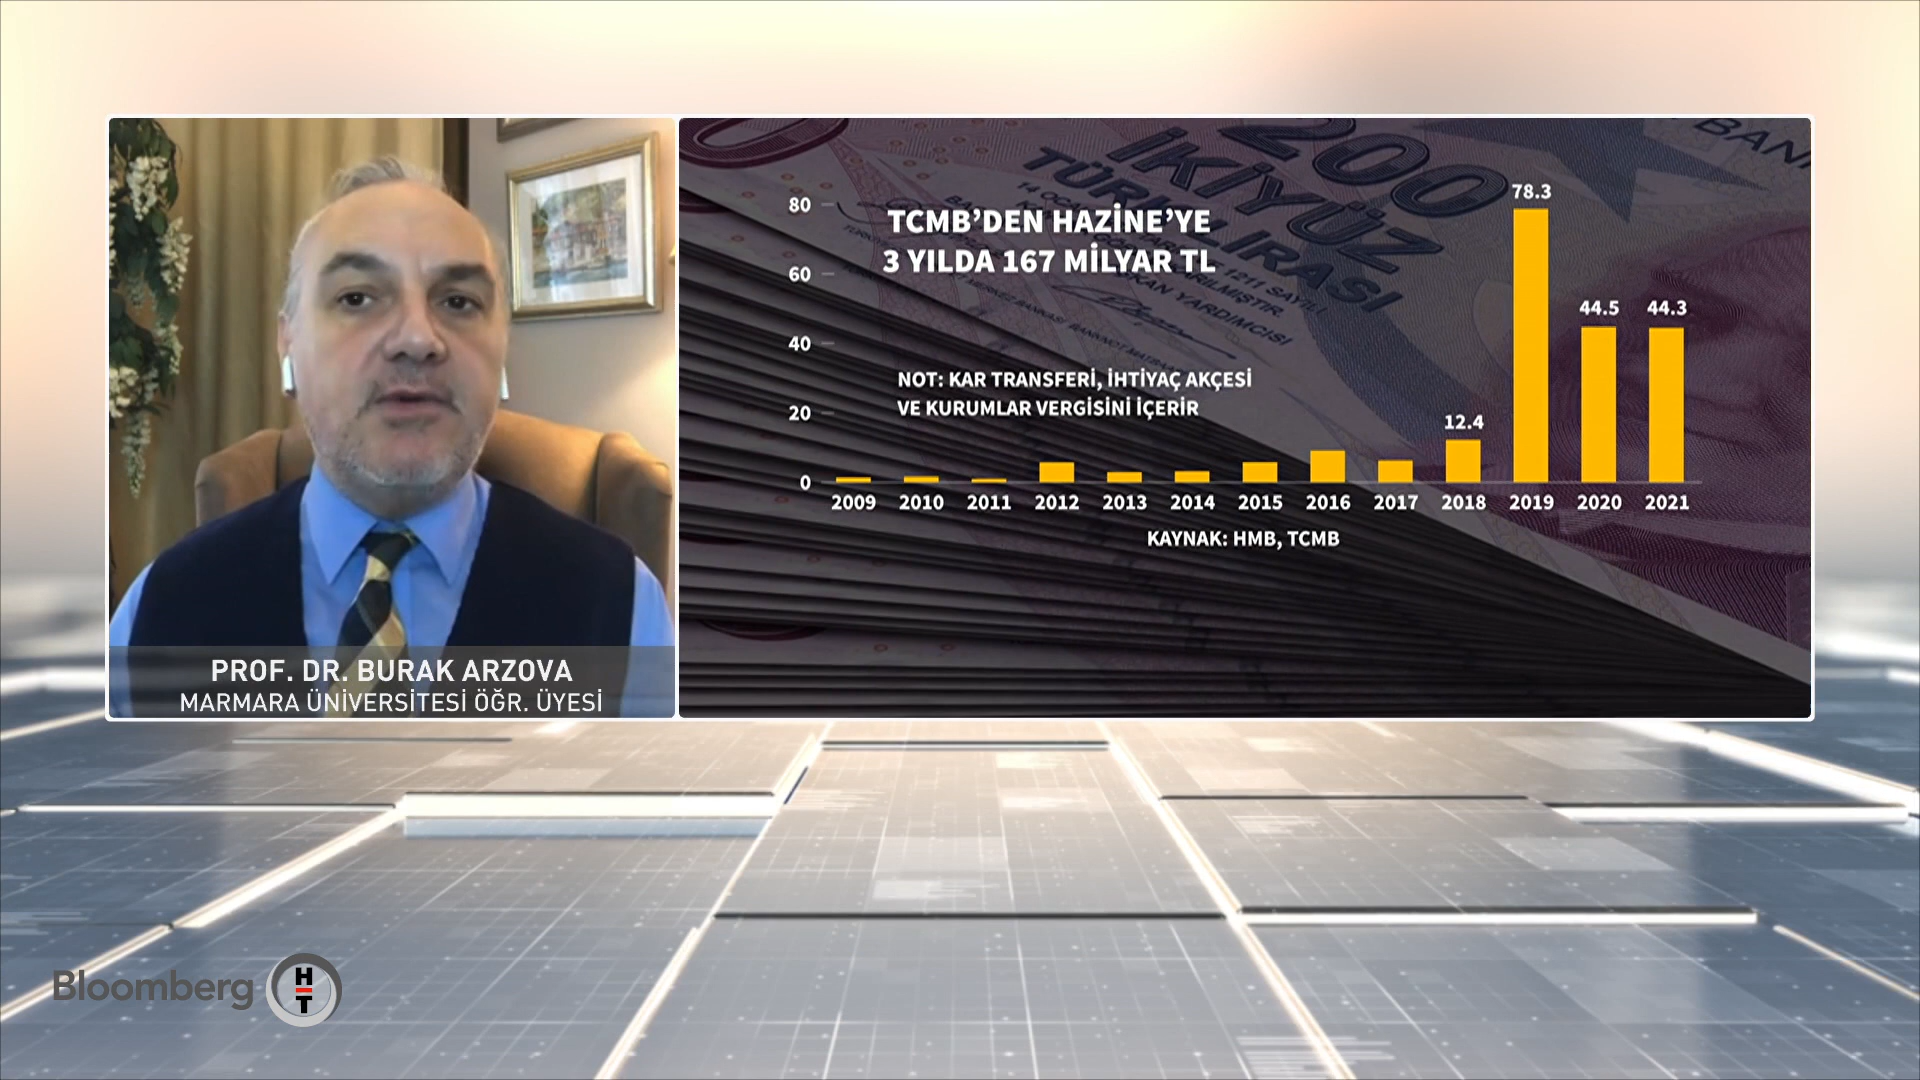 PROF. DR. BURAK ARZOVA
MARMARA ÜNİVERSİTESİ ÖĞR. ÜYESİ
200
İKİYÜZ
TÜRK LİRASI
TCMB’DEN HAZİNE’YE
3 YILDA 167 MİLYAR TL
NOT: KAR TRANSFERİ, İHTİYAÇ AKÇESİ
VE KURUMLAR VERGİSİNİ İÇERİR
80
60
40
20
0
12.4
78.3
44.5
44.3
2009 2010 2011 2012 2013 2014 2015 2016 2017 2018 2019 2020 2021
KAYNAK: HMB, TCMB
Bloomberg HT